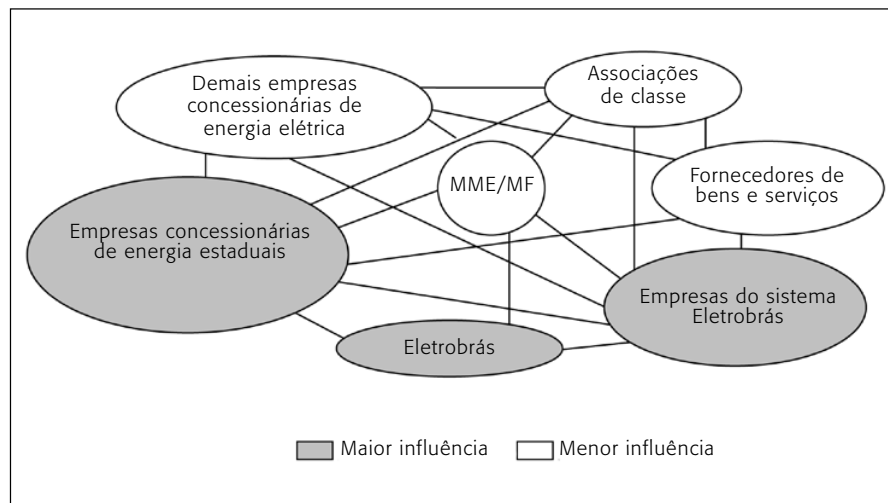 Demais empresas
concessionárias de
energia elétrica
Associações
de classe
MME/MF
Fornecedores de
bens e serviços
Empresas concessionárias
de energia estaduais
Empresas do sistema
Eletrobrás
Eletrobrás
Maior influência
Menor influência